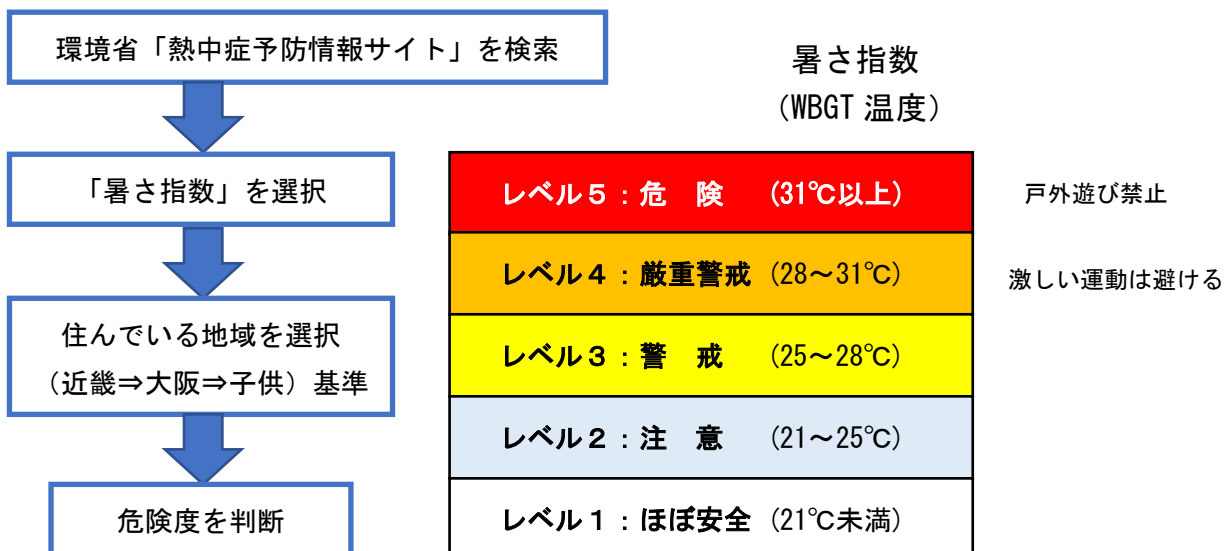 環境省「熱中症予防情報サイト」を検索
「暑さ指数」を選択
住んでいる地域を選択
（近畿⇒大阪⇒子供）基準
危険度を判断
暑さ指数
（WBGT 温度）
レベル５：危　険　（31℃以上）
戸外遊び禁止
レベル４：厳重警戒（28～31℃）
激しい運動は避ける
レベル３：警　戒　（25～28℃）
レベル２：注　意　（21～25℃）
レベル１：ほぼ安全（21℃未満）